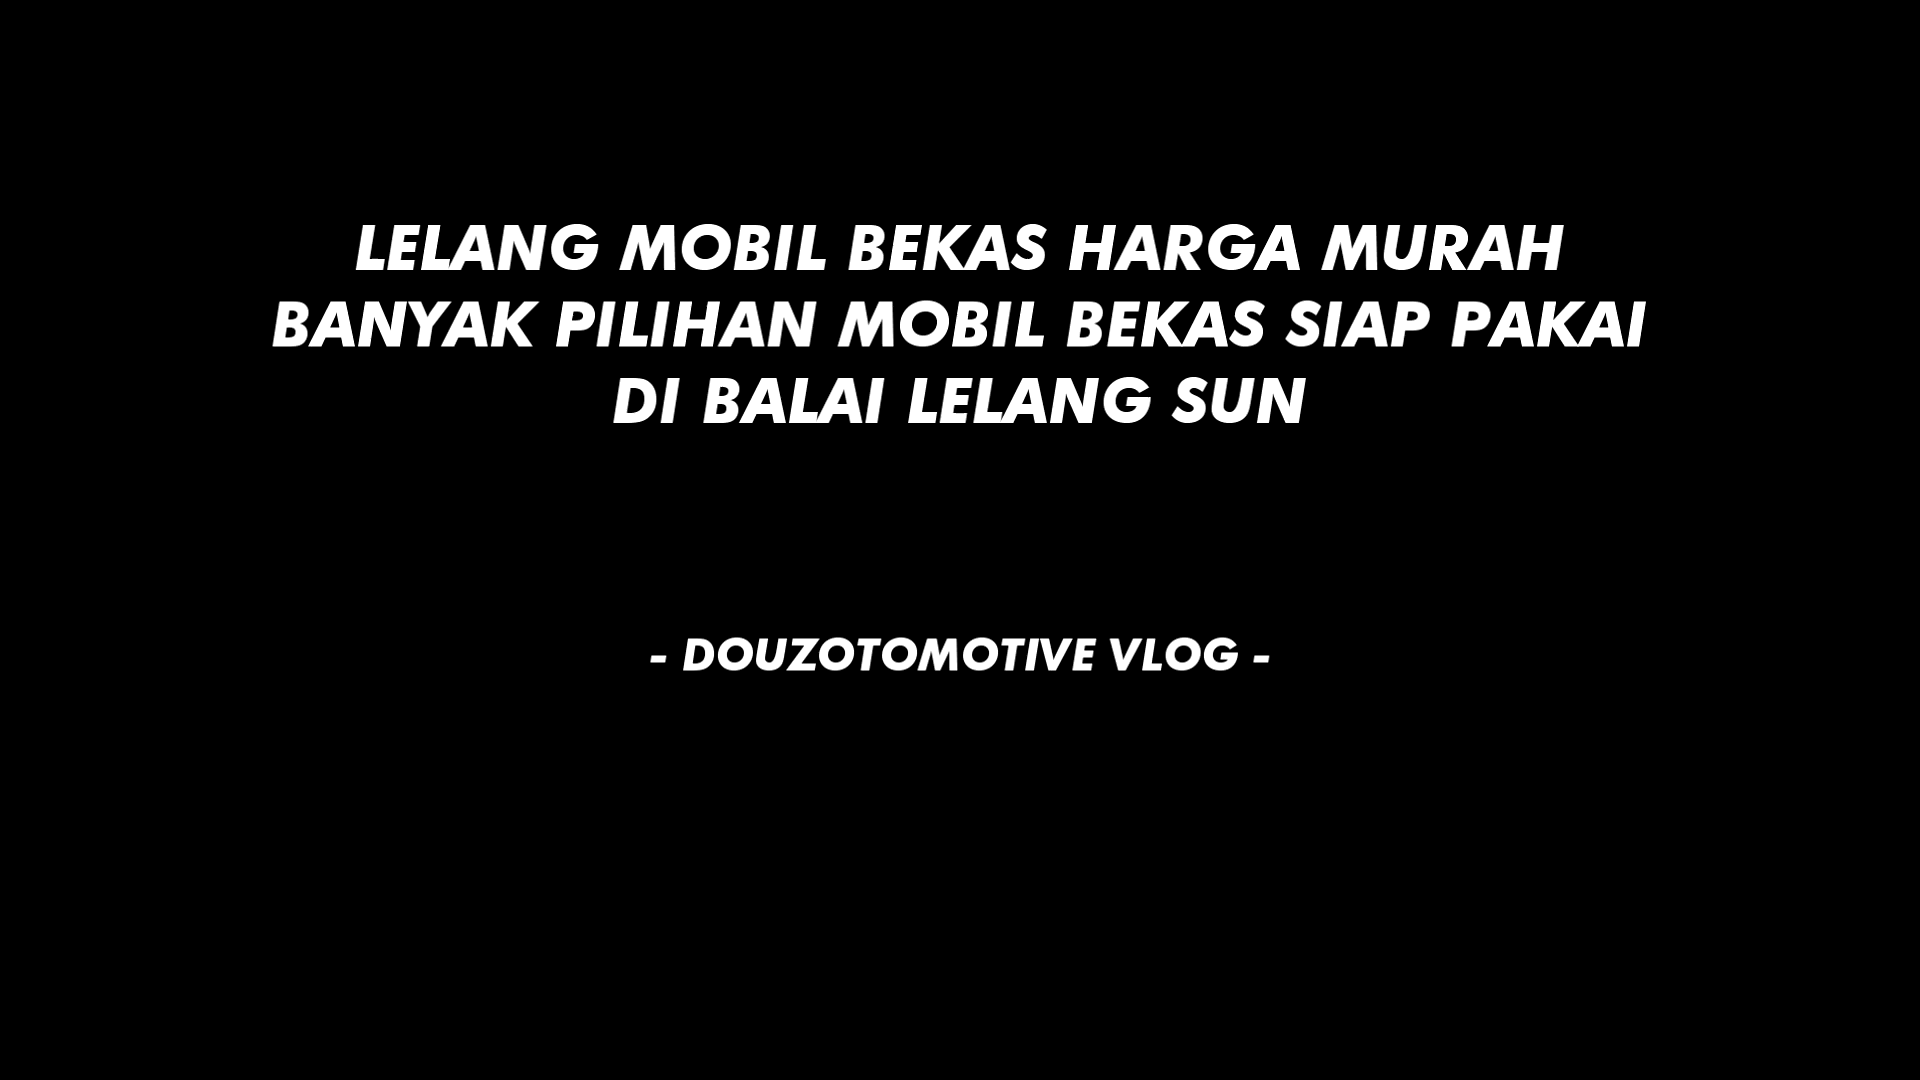 LELANG MOBIL BEKAS HARGA MURAH
BANYAK PILIHAN MOBIL BEKAS SIAP PAKAI
DI BALAI LELANG SUN
- DOUZOTOMOTIVE VLOG -